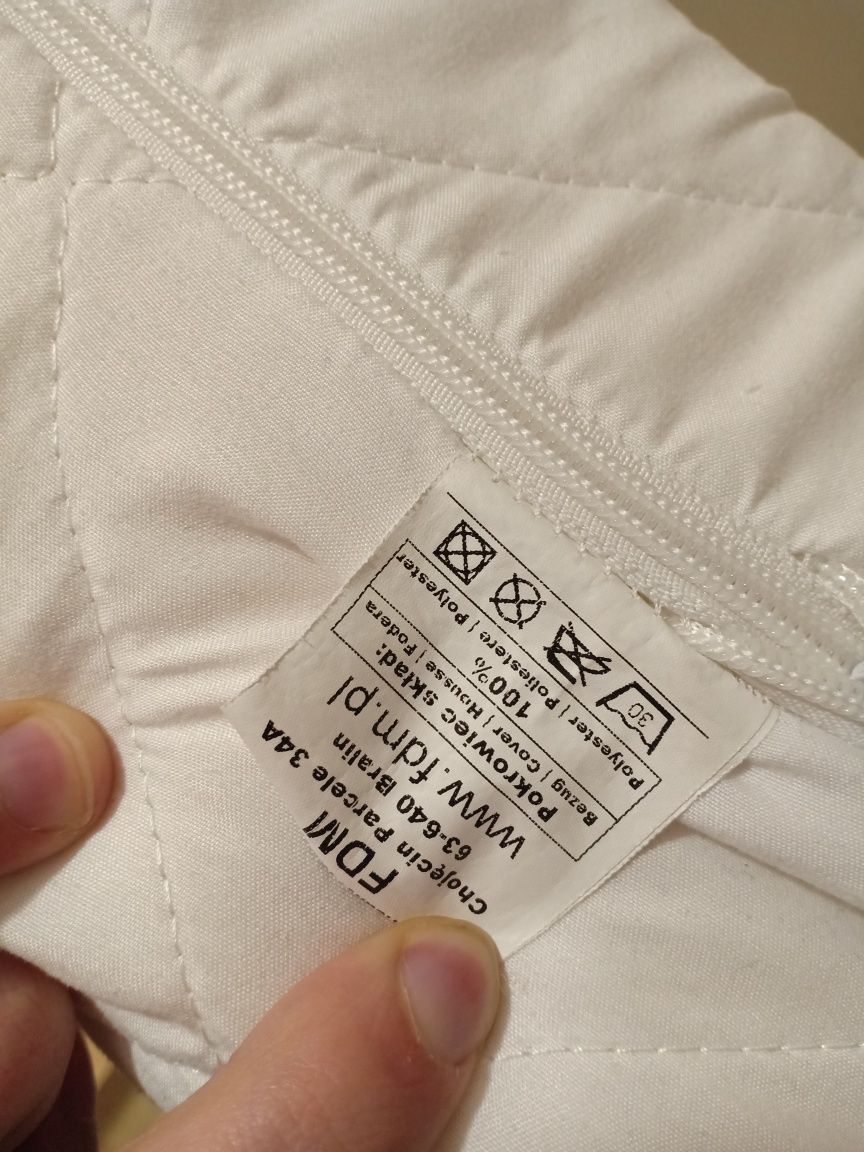 FDM
Chojęcin Parcele 34A
63-640 Bralin
www.fdm.pl
Pokrowiec skład:
Bezug | Cover | Housse | Fodera
100%
Polyester | Poliestere | Polyester
30